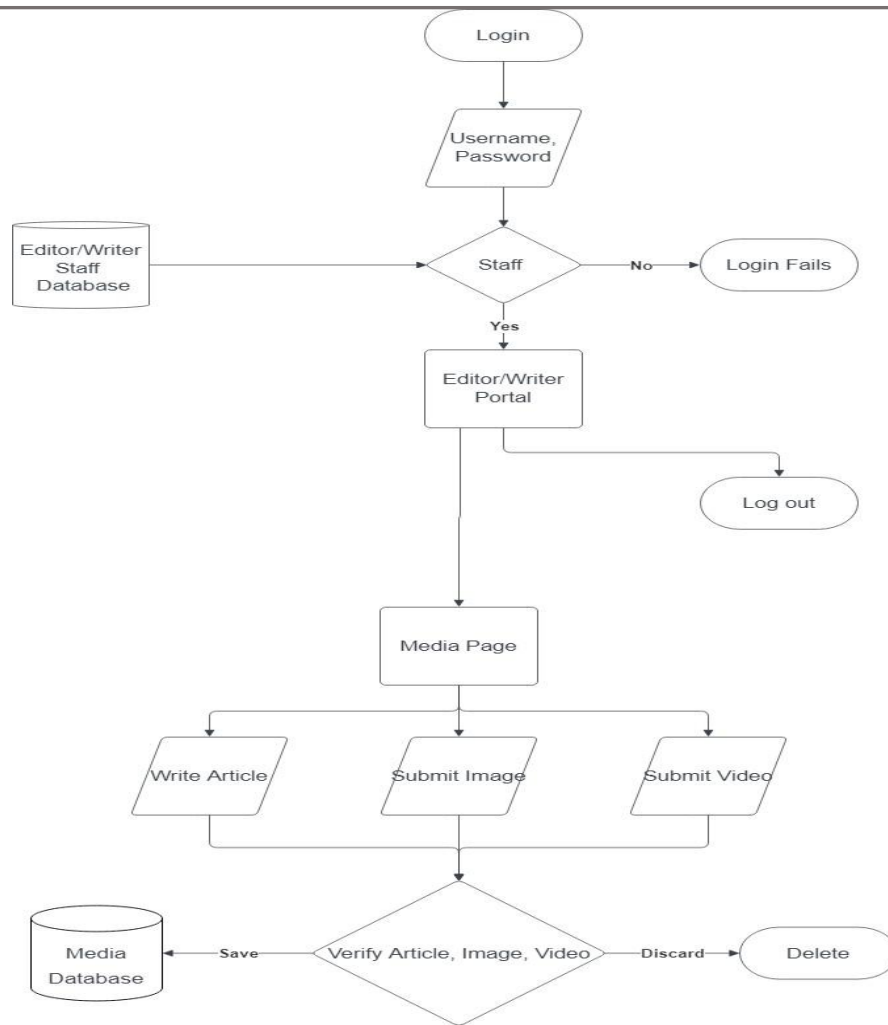 Login
Username,
Password
Editor/Writer
Staff
Database
Staff
No
Login Fails
Yes
Editor/Writer
Portal
Log out
Media Page
Write Article
Submit Image
Submit Video
Media
Database
Save
Verify Article, Image, Video
Discard
Delete